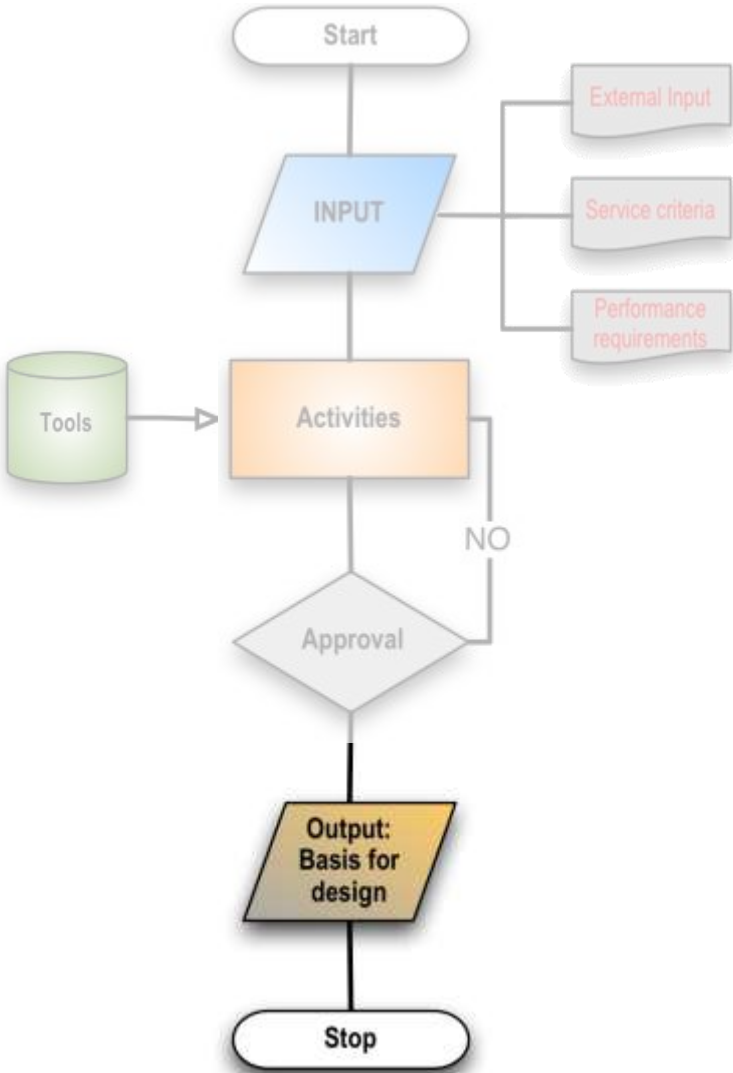 Start
External Input
INPUT
Service criteria
Performance
requirements
Tools
Activities
NO
Approval
Output:
Basis for
design
Stop